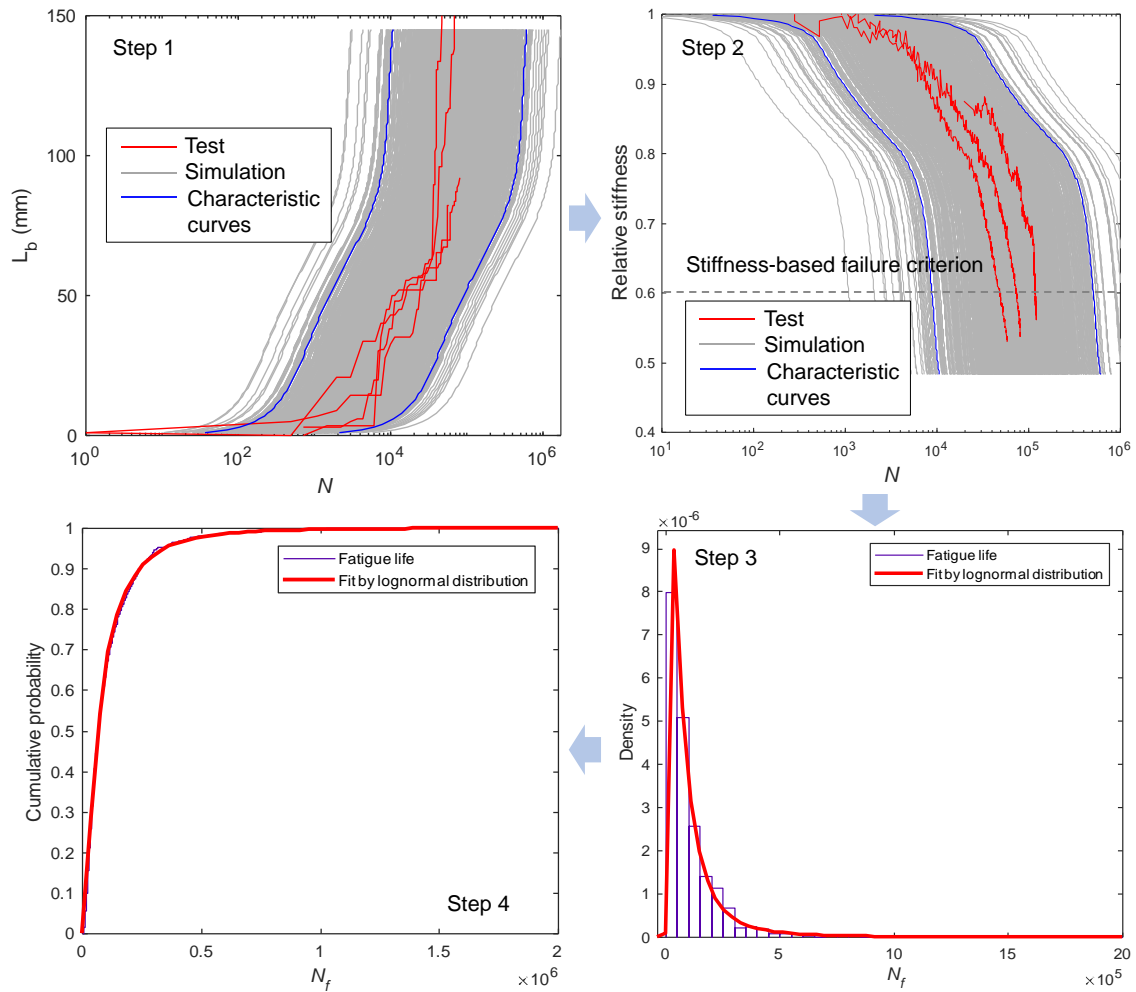 Step 1
150
100
50
0
L_b (mm)
Test
Simulation
Characteristic
curves
10^0
10^2
10^4
10^6
N
Step 2
1
0.9
0.8
0.7
0.6
0.5
0.4
Relative stiffness
Stiffness-based failure criterion
Test
Simulation
Characteristic
curves
10^1
10^2
10^3
10^4
10^5
10^6
N
1
0.9
0.8
0.7
0.6
0.5
0.4
0.3
0.2
0.1
0
Cumulative probability
Fatigue life
Fit by lognormal distribution
Step 4
0
0.5
1
1.5
2
N_f
×10^6
×10^-6
9
8
7
6
5
4
3
2
1
0
Density
Step 3
Fatigue life
Fit by lognormal distribution
0
5
10
15
20
N_f
×10^5